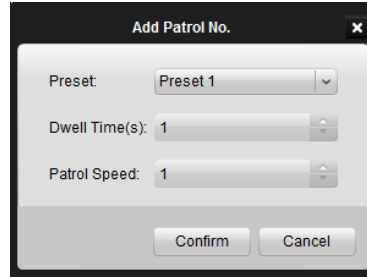 Add Patrol No.
Preset: Preset 1
Dwell Time(s): 1
Patrol Speed: 1
Confirm Cancel